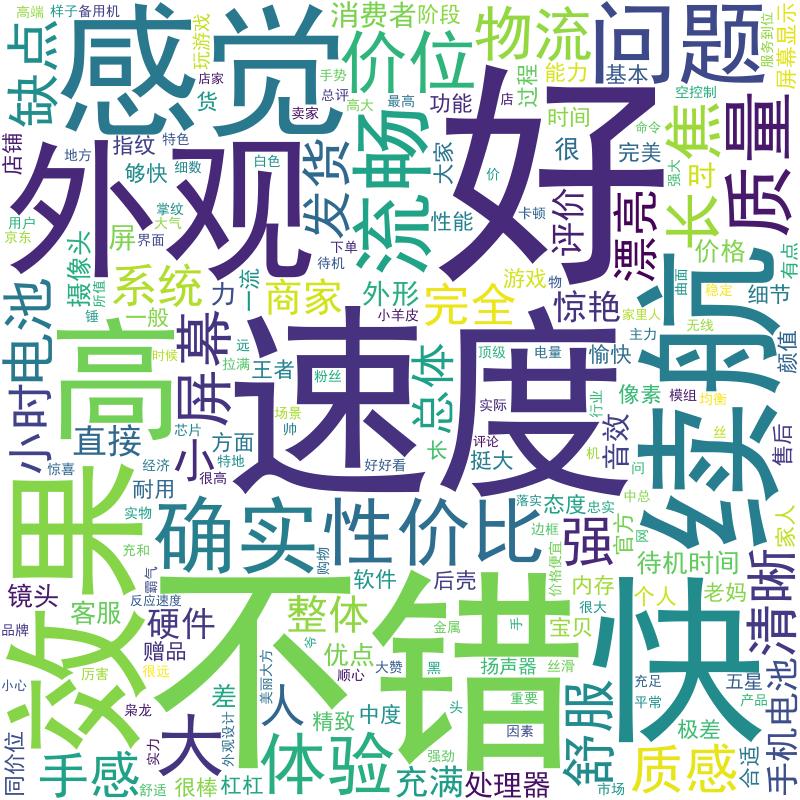 高端
样子
备用机
消费者
阶段
物流
问题
服务到位
屏幕显示
缺点
感觉
价位
玩游戏
店家
货
手势
总评
卖家
高大
最高
功能
店
过程
能力
基本
时间
空控制
命令
焦
质量
店铺
指纹
特色
地方
够快
细数
白色
外观
发货
流畅
大家
性能
价
好
很
完美
评价
卡顿
漂亮
强大
对
长
用户
京东
掌纹
大气
界面
下单
待机
屏
摄像头
所值
系统
力
一流
商家
外形
小羊皮
完全
游戏
物
惊艳
价格
曲面
稳定
家里人
细节
有点
颜值
电池
锤
一般
时候
远
拉满
王者
粉丝
总体
顶级
电量
愉快
主力
无线
续航
小时
高
屏幕
速度
芯片
场景
帅
实际
行业
像素
模组
均衡
直接
方面
小
特地
很高
长
评论
挺大
机
音效
丝
问
售后
惊喜
经济
耐用
好好看
效果
实物
充和
确实
性价比
购物
落实
态度
忠实
强
边框
价格便宜
官方
网
中总
家人
待机时间
清晰
镜头
霸气
反应速度
软件
后壳
内存
个人
老妈
很大
品牌
客服
硬件
赠品
整体
爷
金属
手
宝贝
不错
快
厉害
很远
优点
顺心
大赞
黑
扬声器
丝滑
重要
充足
平常
五星
产品
小心
枭龙
差
美丽大方
人
精致
中度
头
因素
舒服
极差
合适
手机电池
同价位
手感
实力
舒适
大
很棒
外观设计
杠杠
体验
充满
强劲
处理器
市场
质感